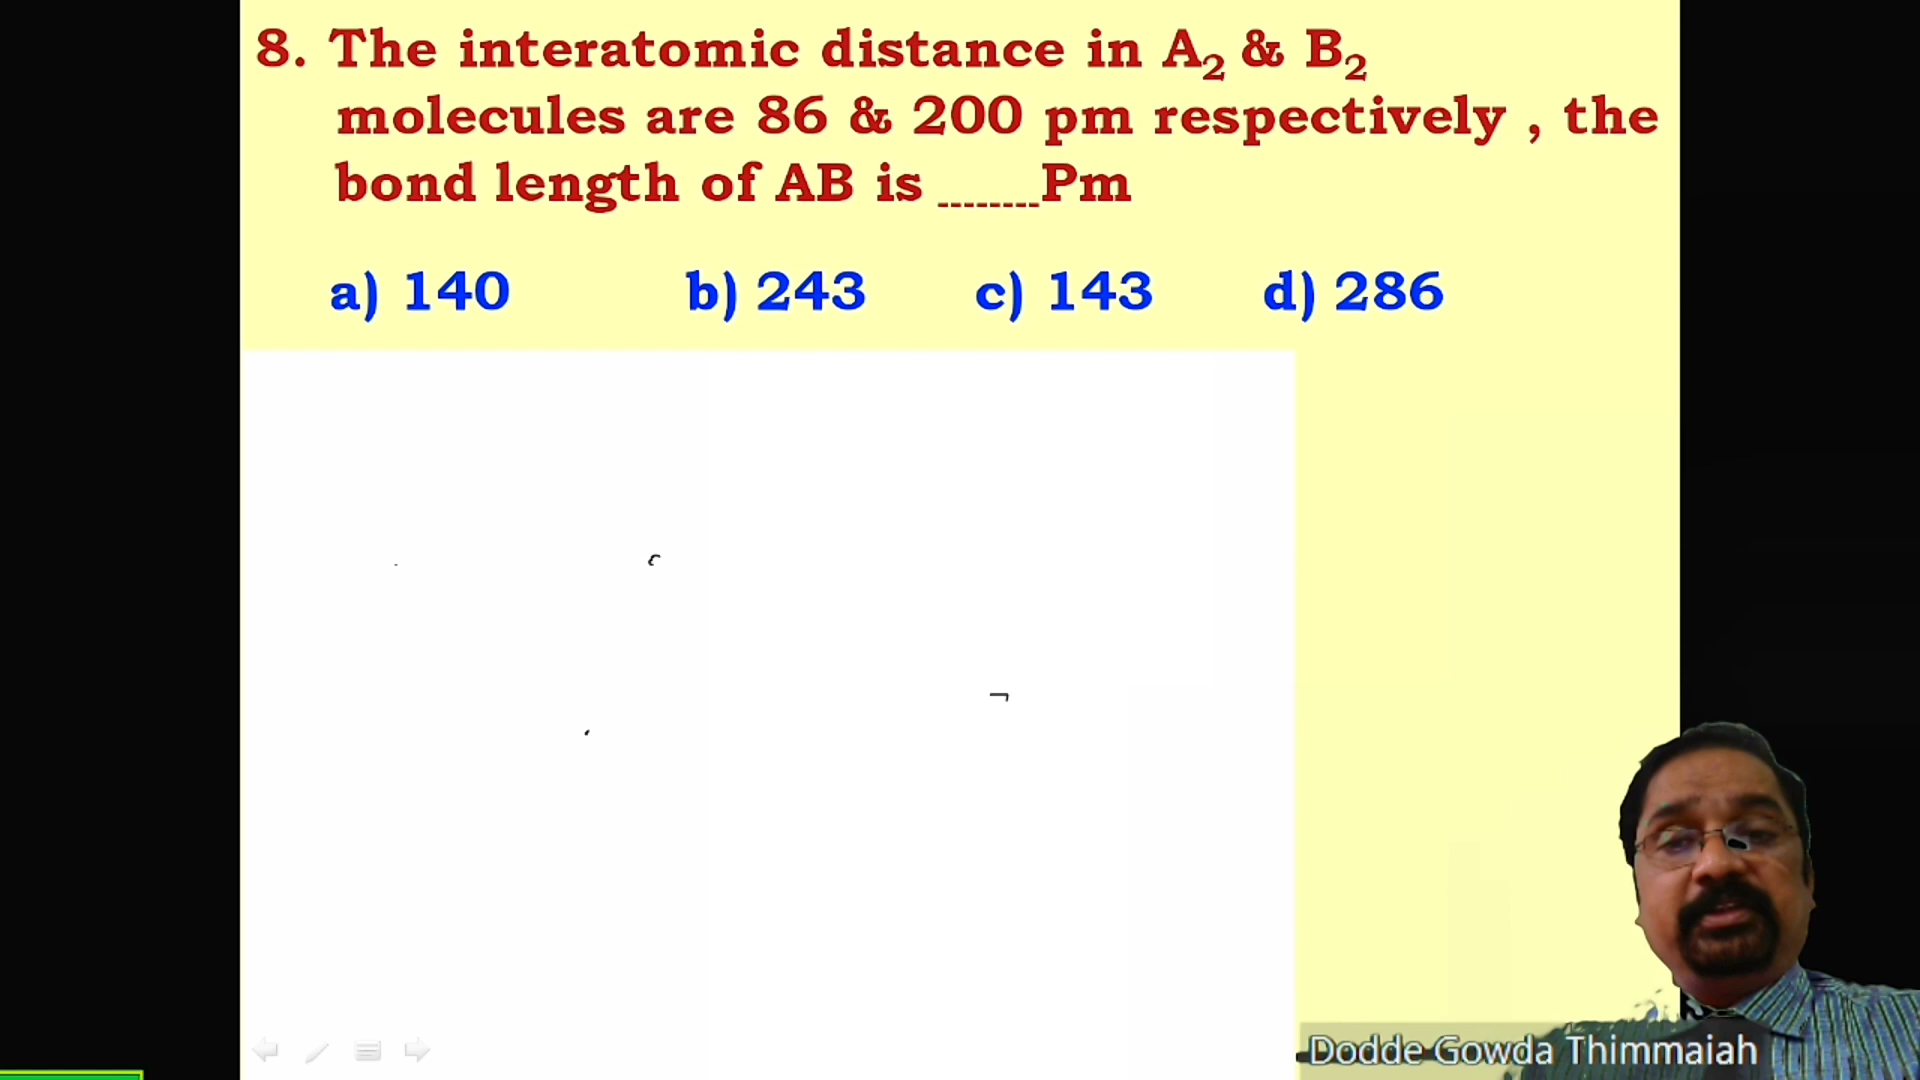 8. The interatomic distance in A₂ & B₂
molecules are 86 & 200 pm respectively , the
bond length of AB is --------Pm
a) 140 b) 243 c) 143 d) 286
Dodde Gowda Thimmaiah